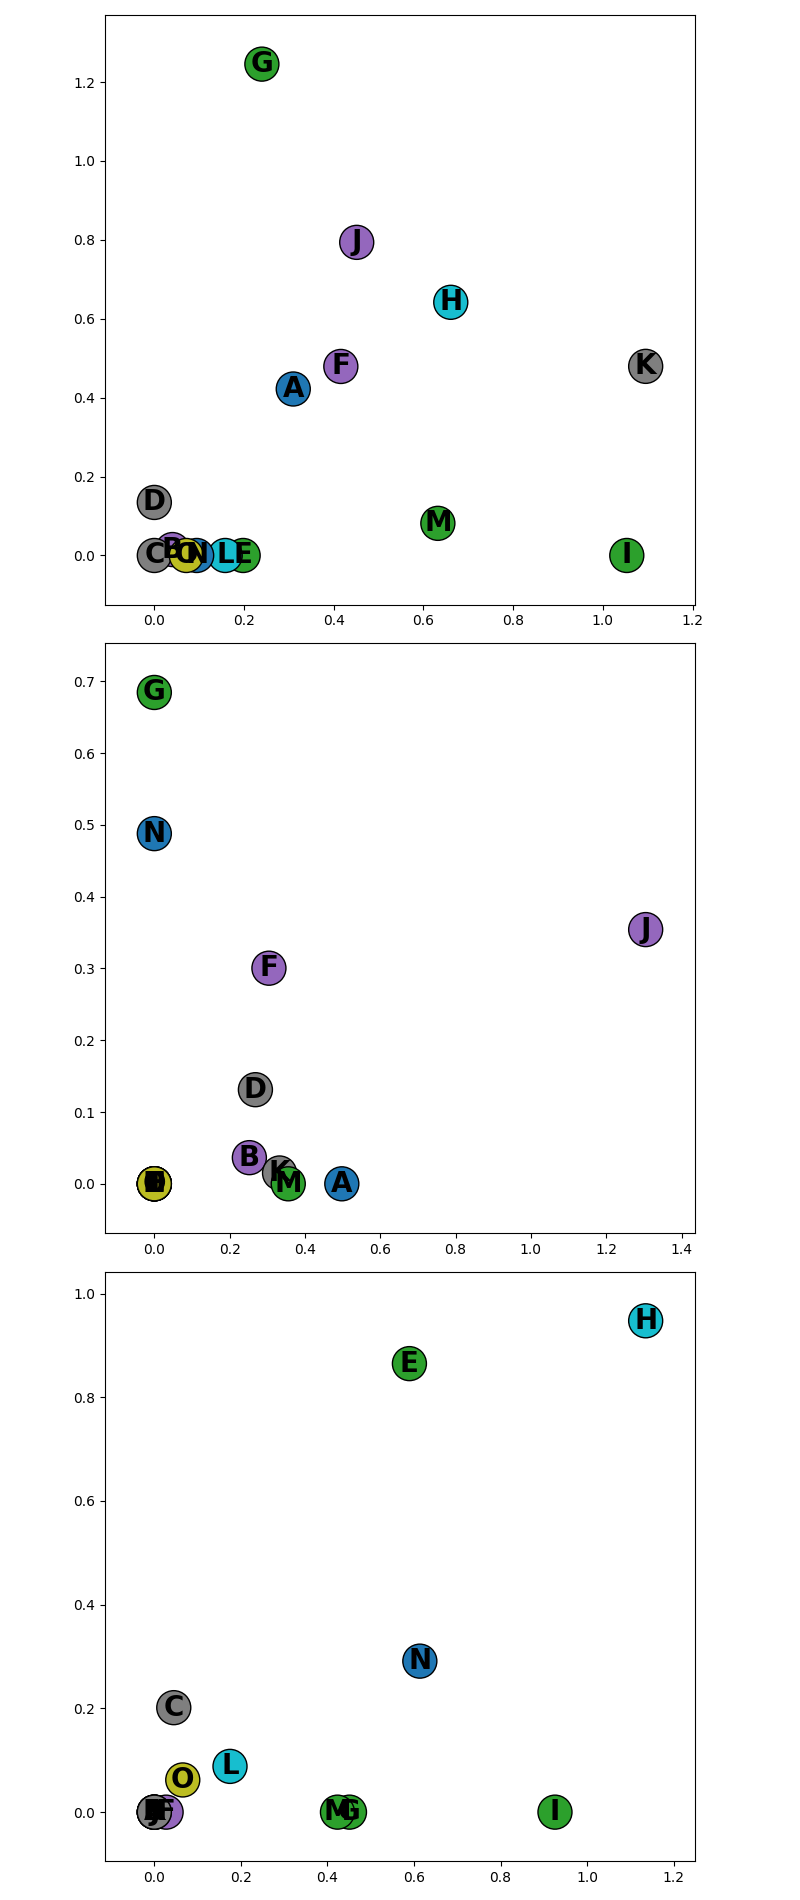 1.2
G
1.0
0.8
J
0.6
H
F
K
0.4
A
0.2
D
M
0.0
C B O N L E I
0.0 0.2 0.4 0.6 0.8 1.0 1.2
0.7
G
0.6
0.5
N
0.4
J
0.3
F
0.2
D
0.1
B
K
0.0
M A
0.0 0.2 0.4 0.6 0.8 1.0 1.2 1.4
1.0
H
E
0.8
0.6
0.4
N
0.2
C
L
O
0.0
F M G I
0.0 0.2 0.4 0.6 0.8 1.0 1.2